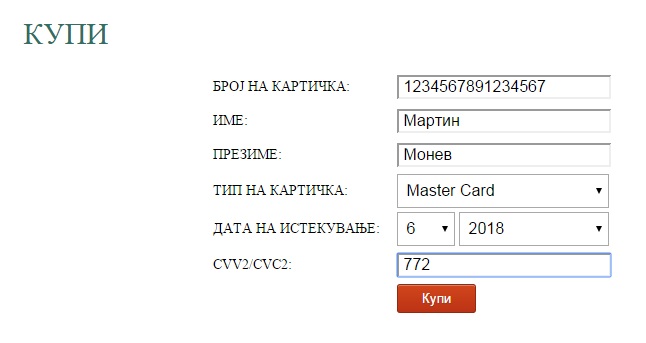 КУПИ
БРОЈ НА КАРТИЧКА: 1234567891234567
ИМЕ: Мартин
ПРЕЗИМЕ: Монев
ТИП НА КАРТИЧКА: Master Card
ДАТА НА ИСТЕКУВАЊЕ: 6 2018
CVV2/CVC2: 772
Купи